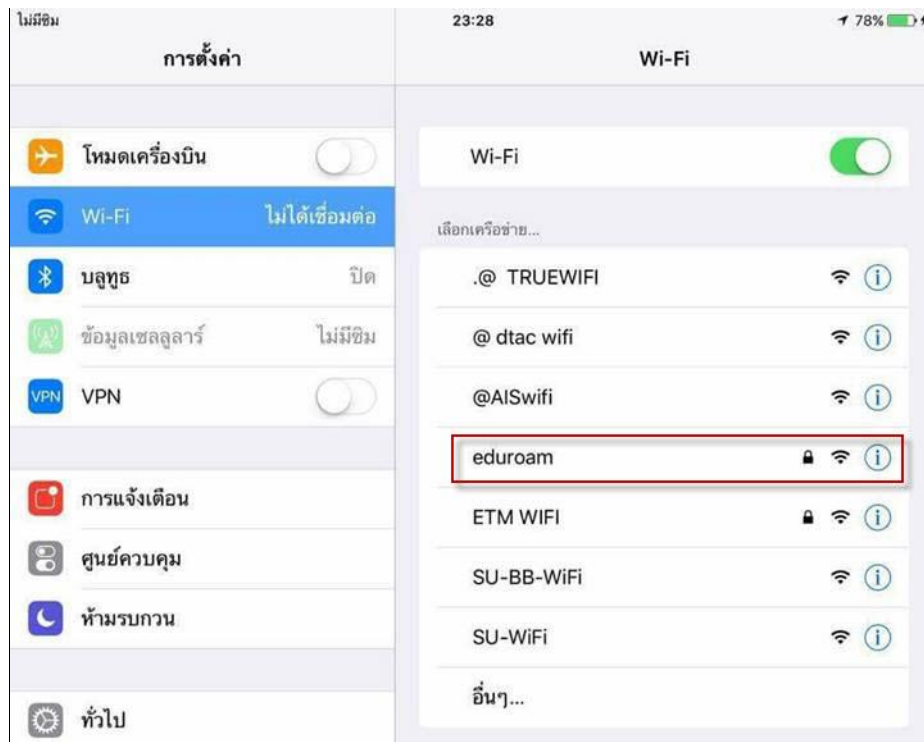 ไม่มีซิม 23:28 78%
การตั้งค่า Wi-Fi
โหมดเครื่องบิน
Wi-Fi ไม่ได้เชื่อมต่อ
บลูทูธ ปิด
ข้อมูลเซลลูลาร์ ไม่มีซิม
VPN VPN
การแจ้งเตือน
ศูนย์ควบคุม
ห้ามรบกวน
ทั่วไป
Wi-Fi
เลือกเครือข่าย...
.@ TRUEWIFI
@ dtac wifi
@AISwifi
eduroam
ETM WIFI
SU-BB-WiFi
SU-WiFi
อื่นๆ...